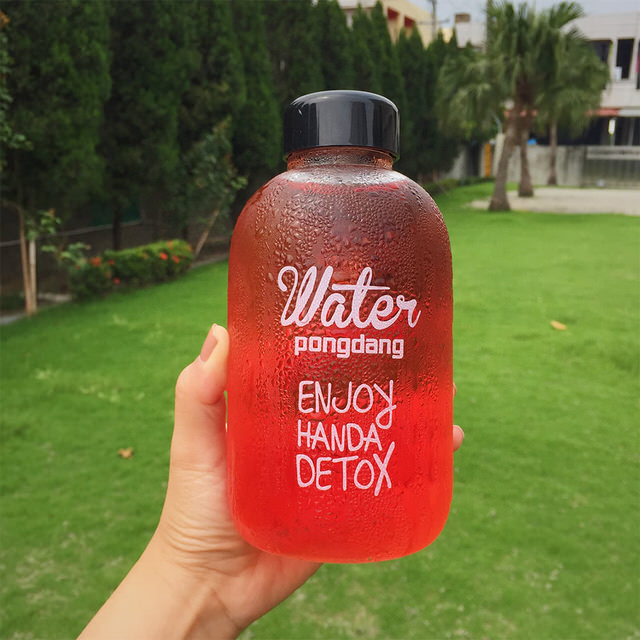 Water
pongdang
ENJOY
HANDA
DETOX